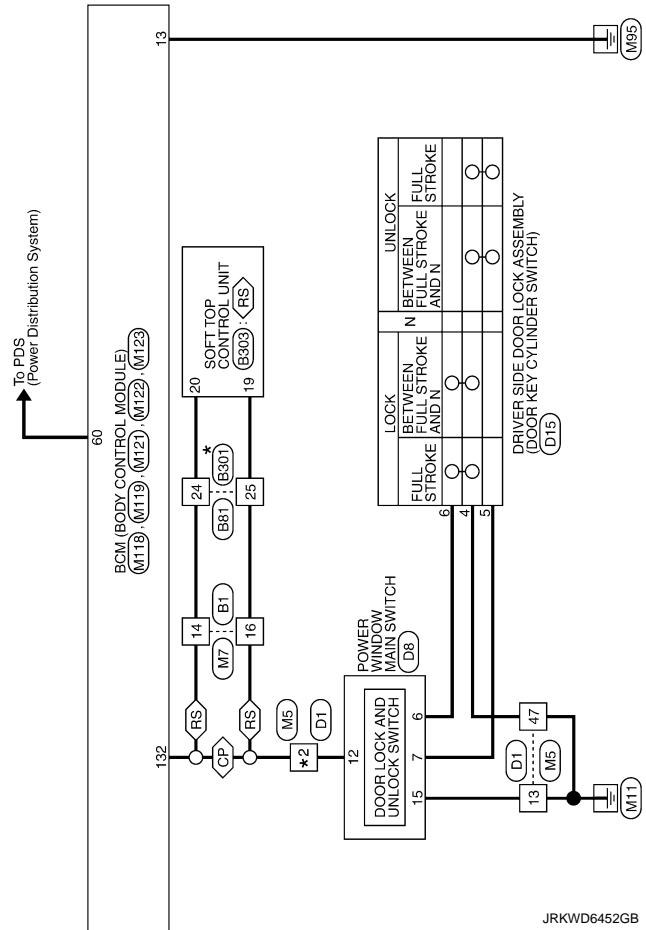 To PDS
(Power Distribution System)
60
BCM (BODY CONTROL MODULE)
M118 , M119 , M121 , M122 , M123
132
13
RS
CP
RS
14
M7
B1
16
24
*
B81
B301
25
20
19
SOFT TOP
CONTROL UNIT
B303 : RS
*2
M5
D1
12
POWER
WINDOW
MAIN SWITCH
D8
DOOR LOCK AND
UNLOCK SWITCH
15
7
6
13
D1
M5
47
M11
6
4
5
LOCK
N
UNLOCK
FULL
STROKE
BETWEEN
FULL STROKE
AND N
BETWEEN
FULL STROKE
AND N
FULL
STROKE
DRIVER SIDE DOOR LOCK ASSEMBLY
(DOOR KEY CYLINDER SWITCH)
D15
M95
JRKWD6452GB